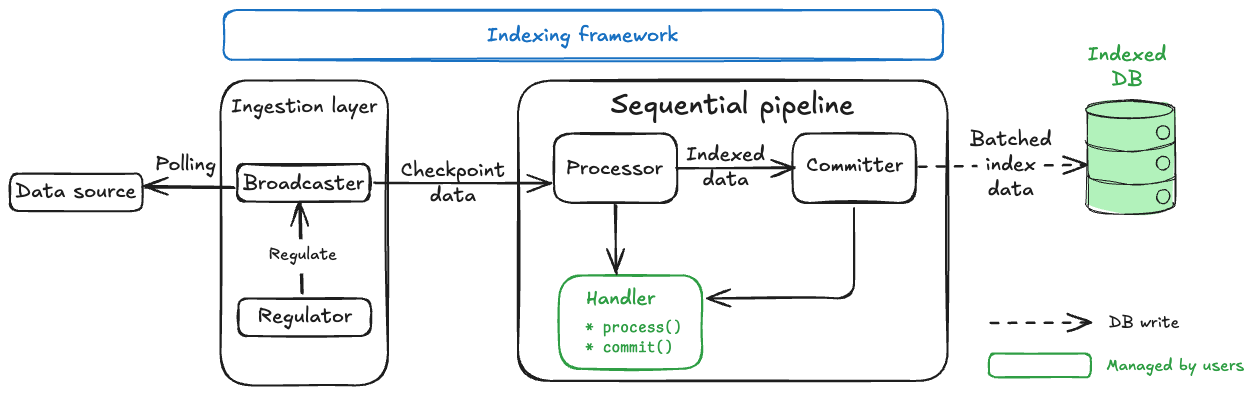 Indexing framework
Indexed
DB
Ingestion layer
Sequential pipeline
Polling
Data source
Broadcaster
Checkpoint
data
Processor
Indexed
data
Committer
Batched
index
data
Regulate
Regulator
Handler
* process()
* commit()
DB write
Managed by users